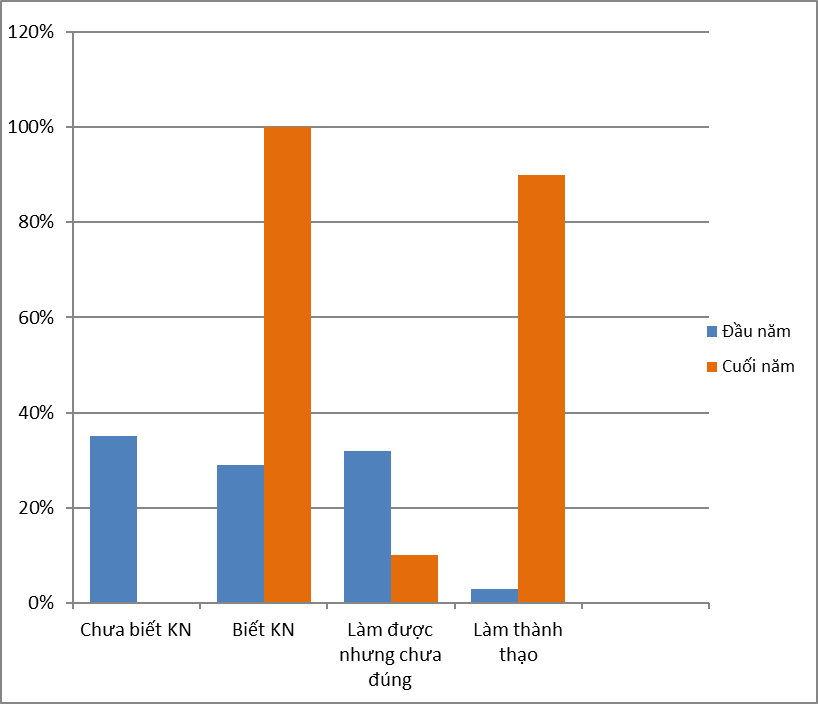 120%
100%
80%
60%
40%
20%
0%
Chưa biết KN
Biết KN
Làm được
nhưng chưa
đúng
Làm thành
thạo
Đầu năm
Cuối năm